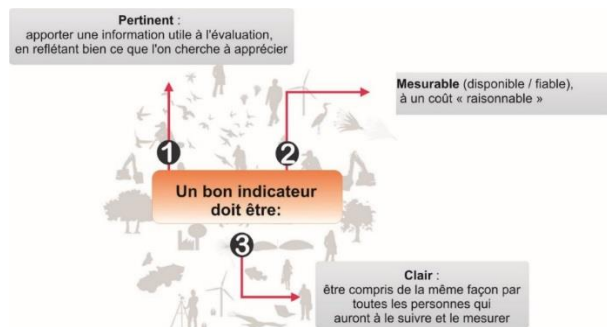 Pertinent :
apporter une information utile à l'évaluation,
en reflétant bien ce que l'on cherche à apprécier
Mesurable (disponible / fiable),
à un coût « raisonnable »
1
2
Un bon indicateur
doit être:
3
Clair :
être compris de la même façon par
toutes les personnes qui
auront à le suivre et le mesurer